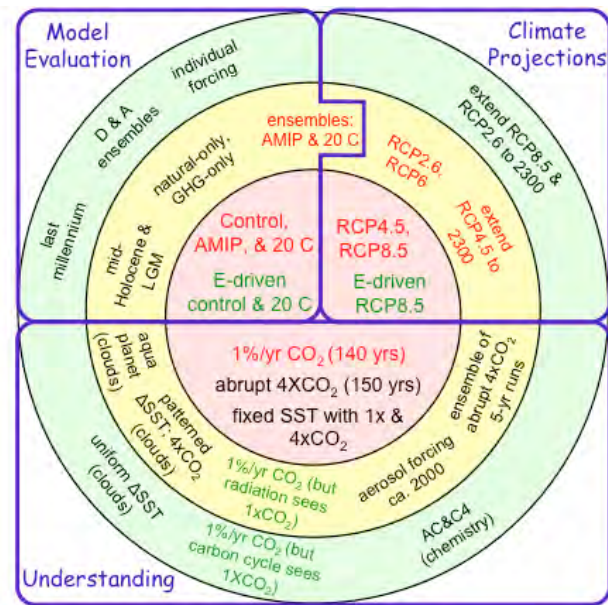 Model
Evaluation
Climate
Projections
individual
forcing
D & A
ensembles
last
millennium
extend RCP8.5 &
RCP2.6 to 2300
ensembles:
AMIP & 20 C
natural-only,
GHG-only
mid-
Holocene &
LGM
RCP2.6,
RCP6
extend
RCP4.5 to
2300
Control,
AMIP, & 20 C
E-driven
control & 20 C
RCP4.5,
RCP8.5
E-driven
RCP8.5
1%/yr CO₂ (140 yrs)
abrupt 4XCO₂ (150 yrs)
fixed SST with 1x &
4xCO₂
aqua
planet
(clouds)
patterned
ΔSST; 4xCO₂
(clouds)
1%/yr CO₂ (but
radiation sees
1xCO₂)
aerosol forcing
ca. 2000
ensemble of
abrupt 4xCO₂
5-yr runs
uniform ΔSST
(clouds)
1%/yr CO₂ (but
carbon cycle sees
1XCO₂)
AC&C4
(chemistry)
Understanding